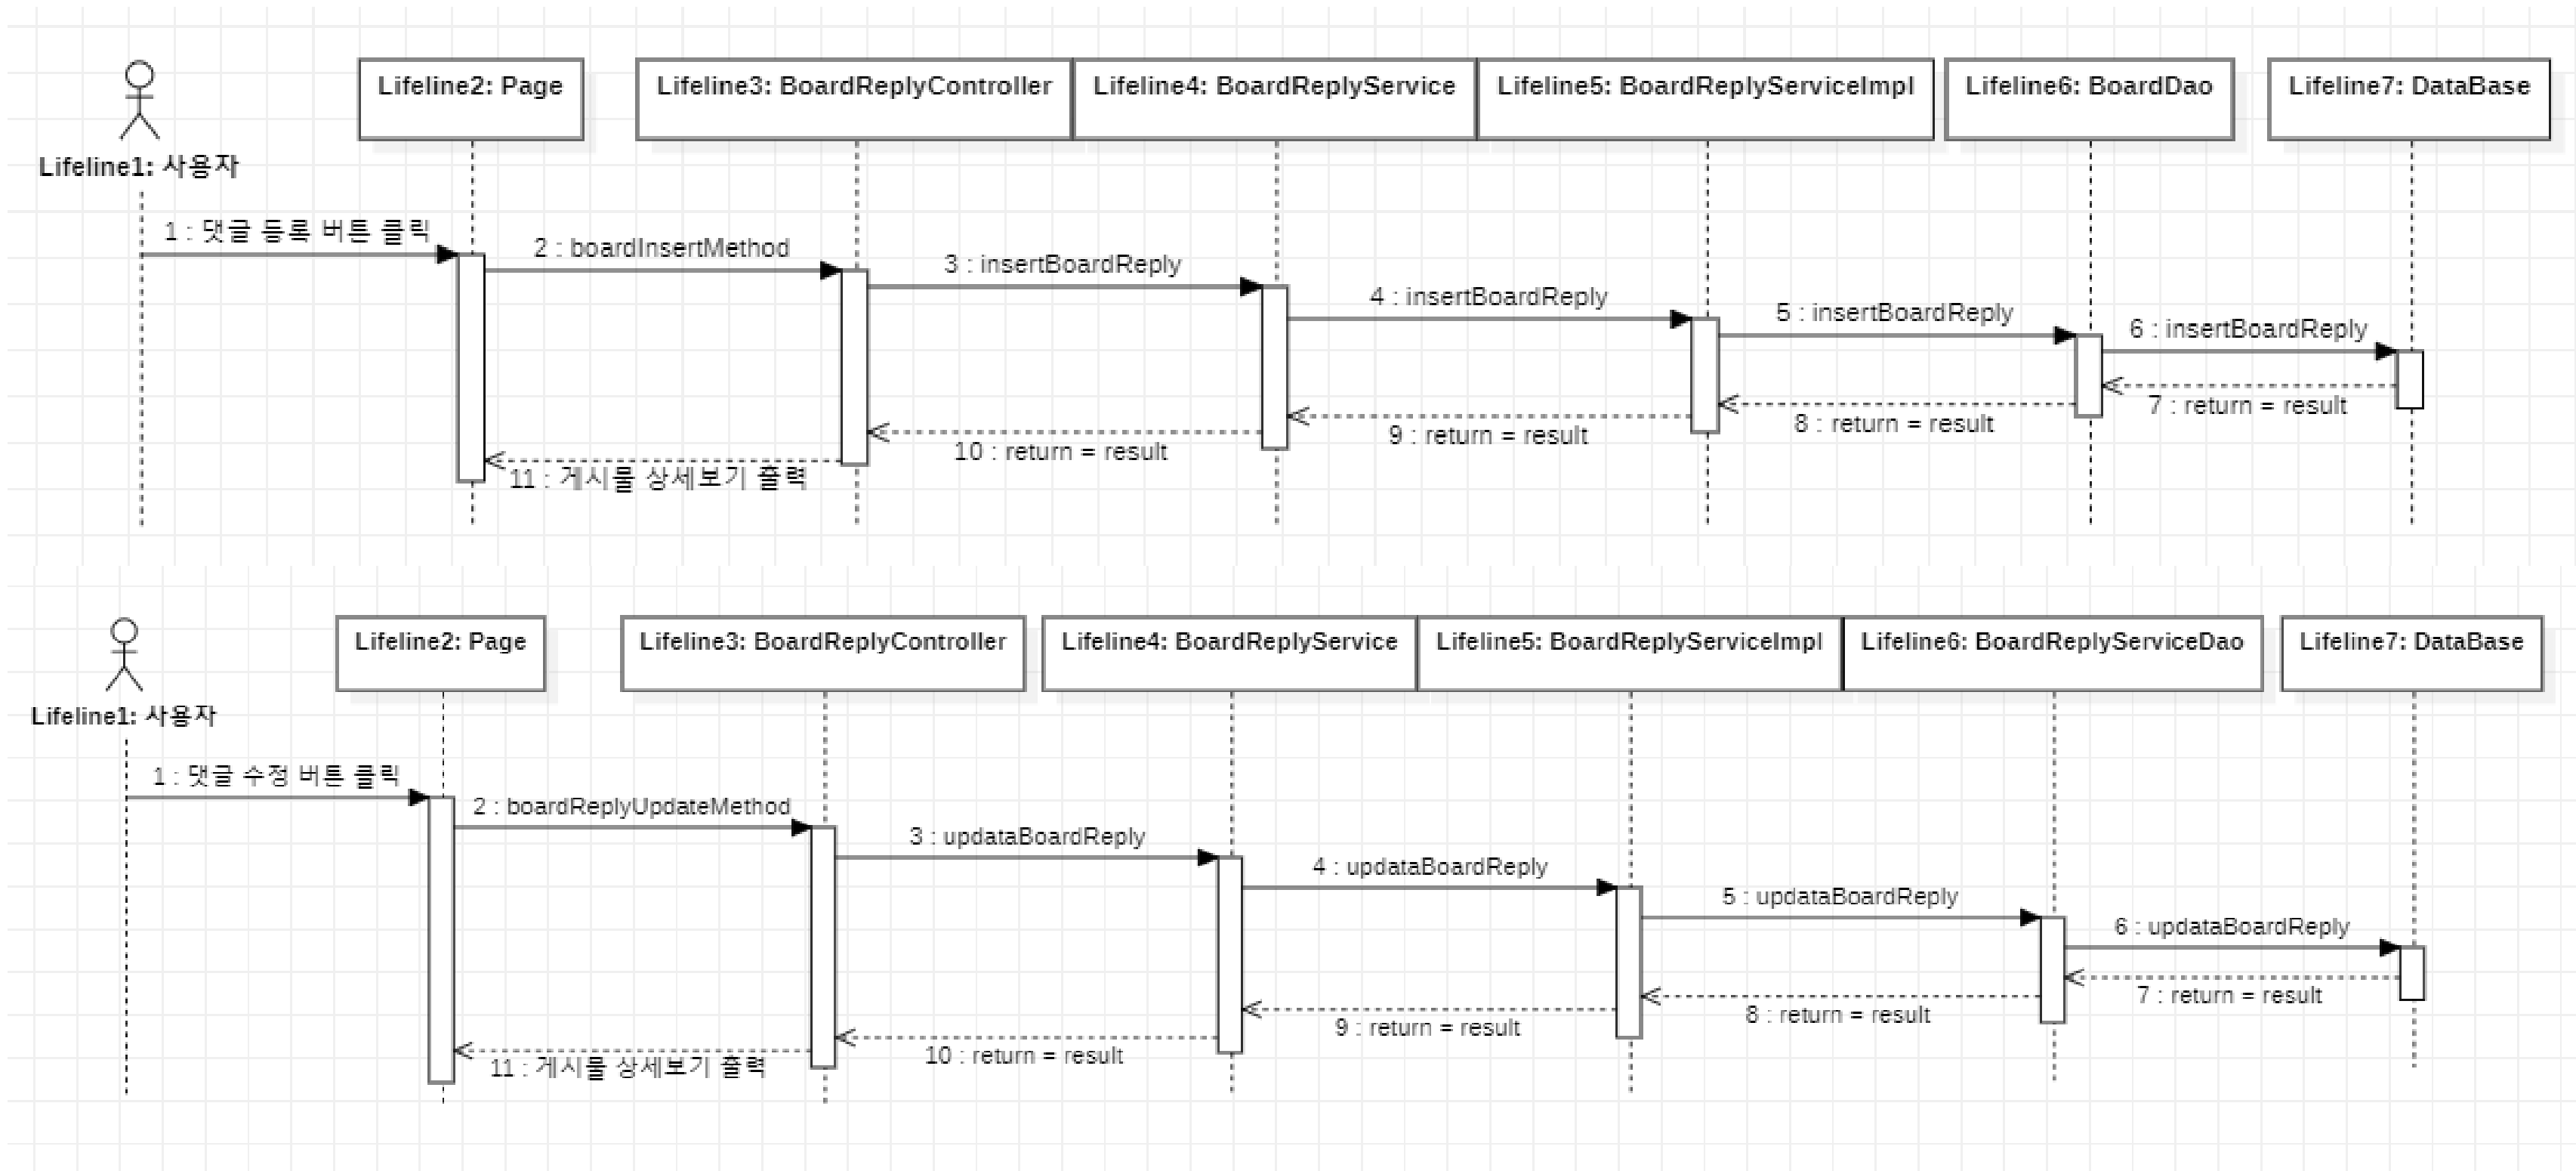 Lifeline2: Page
Lifeline3: BoardReplyController
Lifeline4: BoardReplyService
Lifeline5: BoardReplyServiceImpl
Lifeline6: BoardDao
Lifeline7: DataBase
Lifeline1: 사용자
1 : 댓글 등록 버튼 클릭
2 : boardInsertMethod
3 : insertBoardReply
4 : insertBoardReply
5 : insertBoardReply
6 : insertBoardReply
7 : return = result
8 : return = result
9 : return = result
10 : return = result
11 : 게시물 상세보기 출력
Lifeline2: Page
Lifeline3: BoardReplyController
Lifeline4: BoardReplyService
Lifeline5: BoardReplyServiceImpl
Lifeline6: BoardReplyServiceDao
Lifeline7: DataBase
Lifeline1: 사용자
1 : 댓글 수정 버튼 클릭
2 : boardReplyUpdateMethod
3 : updataBoardReply
4 : updataBoardReply
5 : updataBoardReply
6 : updataBoardReply
7 : return = result
8 : return = result
9 : return = result
10 : return = result
11 : 게시물 상세보기 출력